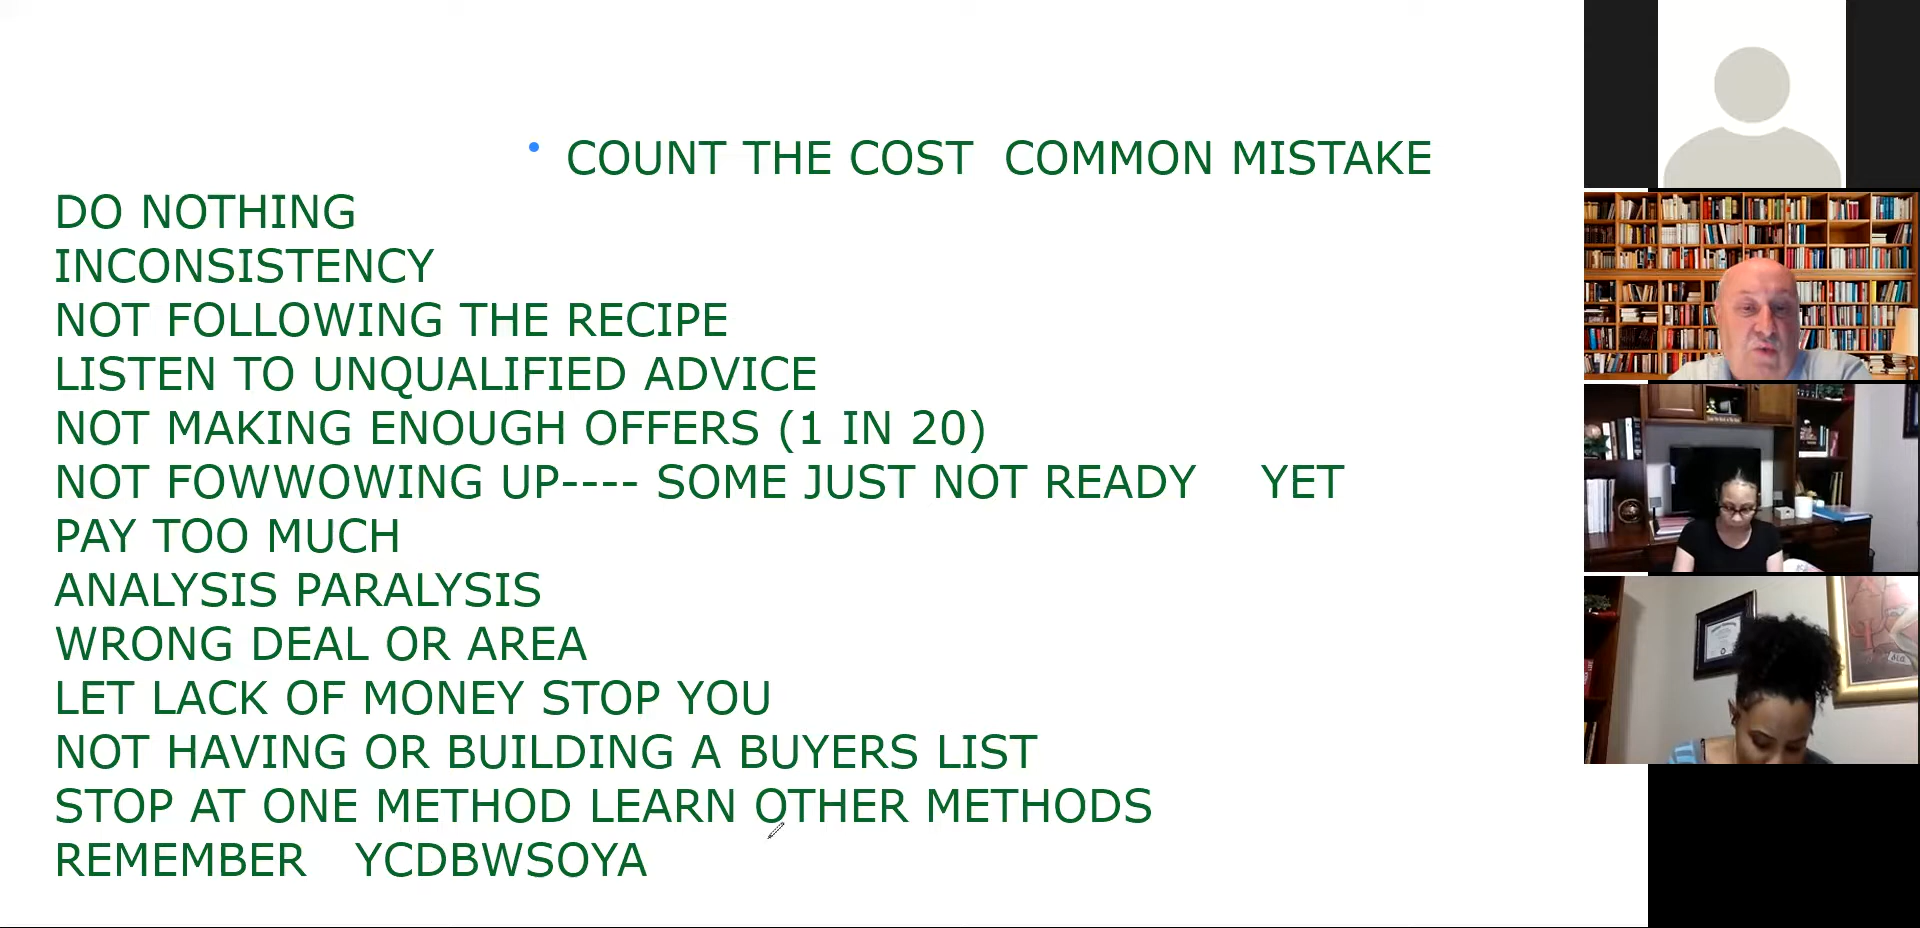 • COUNT THE COST  COMMON MISTAKE
DO NOTHING
INCONSISTENCY
NOT FOLLOWING THE RECIPE
LISTEN TO UNQUALIFIED ADVICE
NOT MAKING ENOUGH OFFERS (1 IN 20)
NOT FOWWOWING UP---- SOME JUST NOT READY    YET
PAY TOO MUCH
ANALYSIS PARALYSIS
WRONG DEAL OR AREA
LET LACK OF MONEY STOP YOU
NOT HAVING OR BUILDING A BUYERS LIST
STOP AT ONE METHOD LEARN OTHER METHODS
REMEMBER   YCDBWSOYA